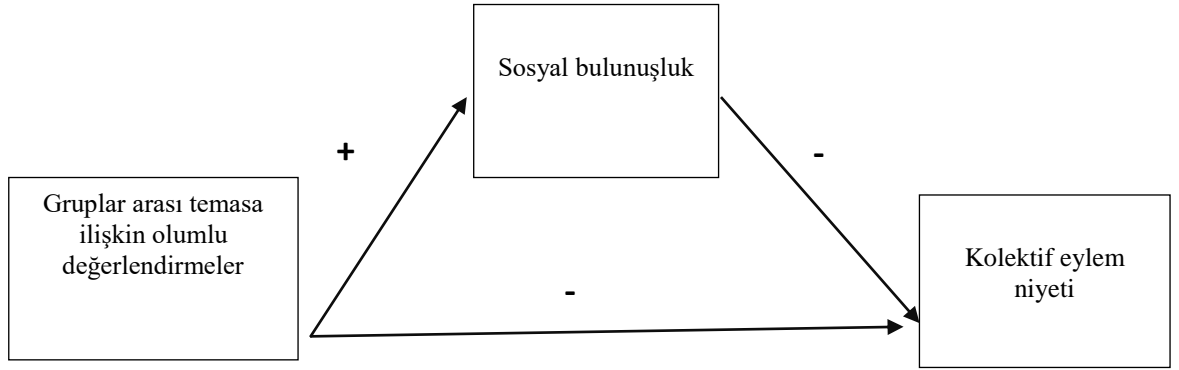 Sosyal bulunuşluk
+
-
Gruplar arası temasa
ilişkin olumlu
değerlendirmeler
-
Kolektif eylem
niyeti